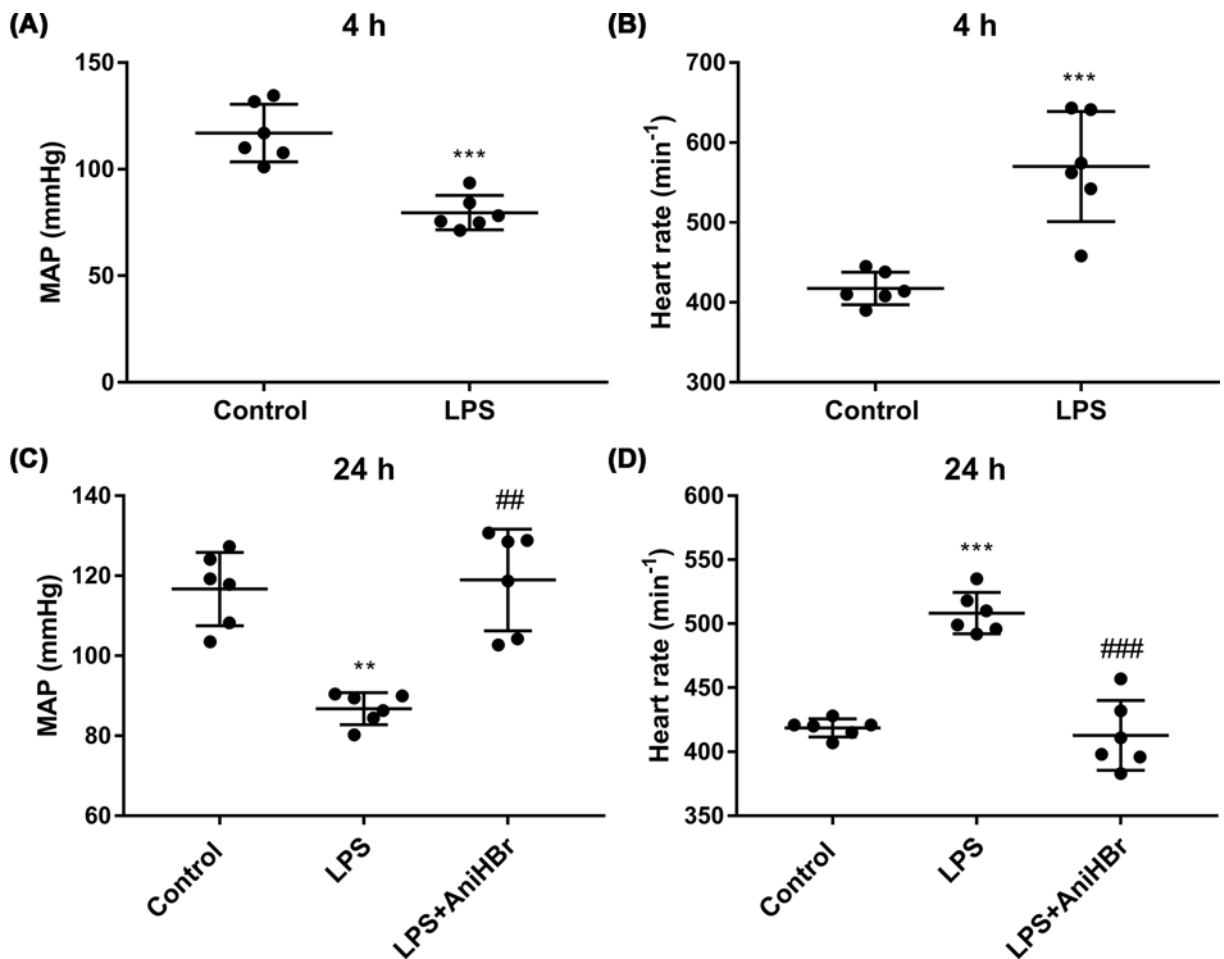 (A)
4 h
MAP (mmHg)
150
100
50
0
***
Control
LPS
(B)
4 h
Heart rate (min⁻¹)
700
600
500
400
300
***
Control
LPS
(C)
24 h
MAP (mmHg)
140
120
100
80
60
**
##
Control
LPS
LPS+AniHBr
(D)
24 h
Heart rate (min⁻¹)
600
550
500
450
400
350
***
###
Control
LPS
LPS+AniHBr